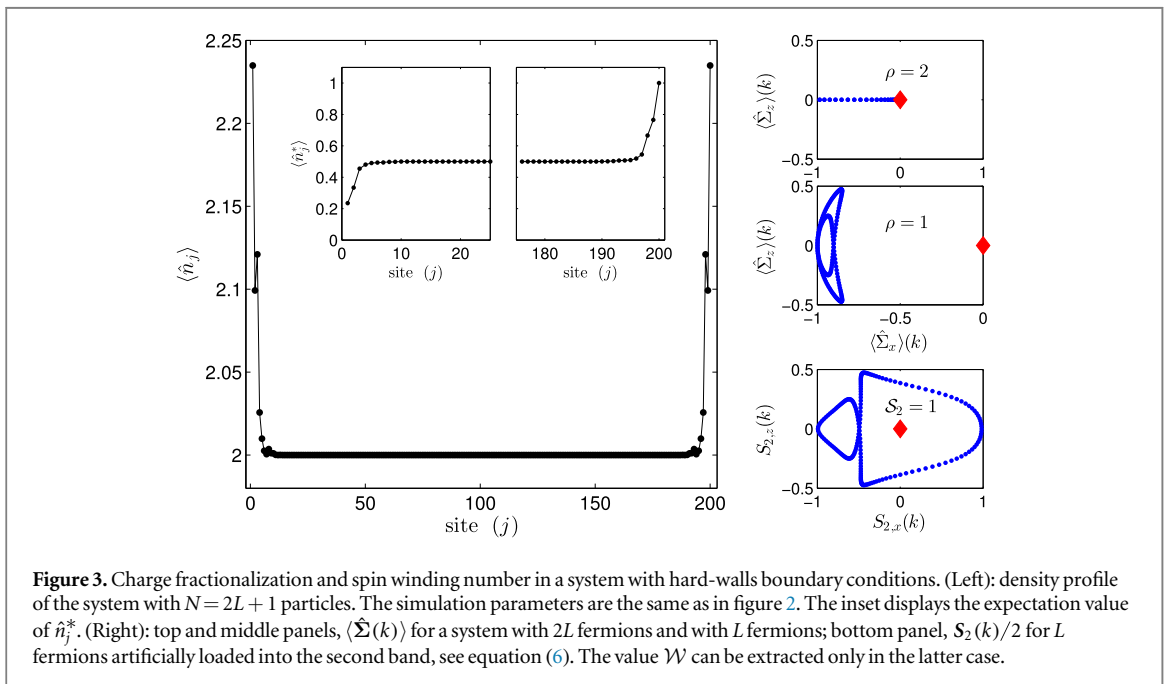 2.25
2.2
2.15
2.1
2.05
2
⟨n̂_j⟩
0
50
100
150
200
site (j)
1
0.8
0.6
0.4
0.2
0
⟨n̂*_j⟩
0
10
20
site (j)
180
190
200
site (j)
0.5
0
−0.5
⟨Σ̂_z⟩(k)
ρ = 2
−1
0
1
0.5
0
−0.5
⟨Σ̂_z⟩(k)
ρ = 1
−1
−0.5
0
⟨Σ̂_x⟩(k)
0.5
0
−0.5
S_{2,z}(k)
𝒮_2 = 1
−1
0
1
S_{2,x}(k)
Figure 3. Charge fractionalization and spin winding number in a system with hard-walls boundary conditions. (Left): density profile
of the system with N = 2L + 1 particles. The simulation parameters are the same as in figure 2. The inset displays the expectation value
of n̂*_j. (Right): top and middle panels, ⟨Σ̂(k)⟩ for a system with 2L fermions and with L fermions; bottom panel, S_2(k)/2 for L
fermions artificially loaded into the second band, see equation (6). The value 𝒲 can be extracted only in the latter case.